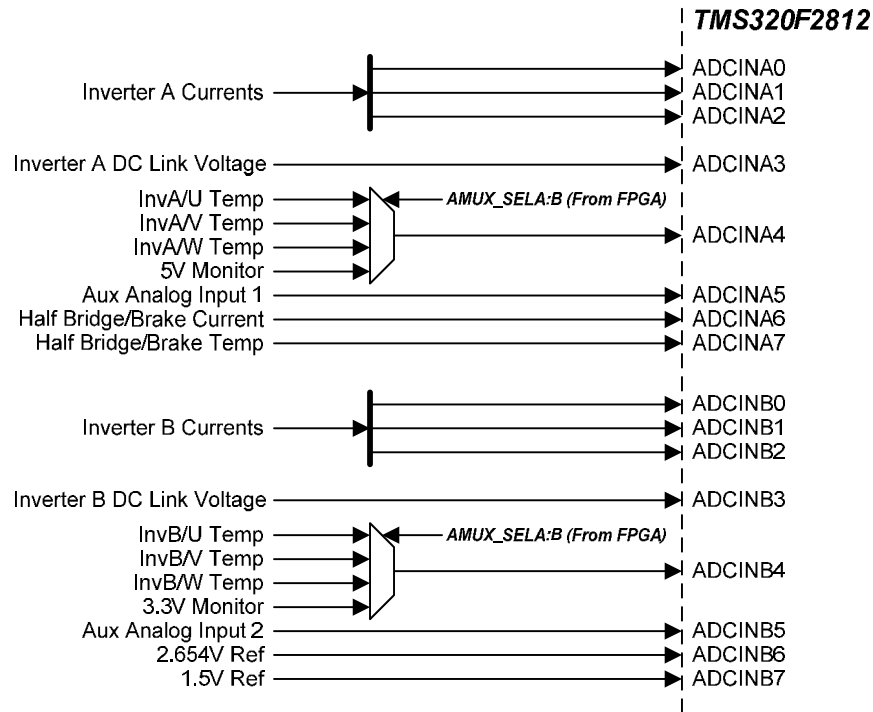 TMS320F2812
Inverter A Currents
ADCINA0
ADCINA1
ADCINA2
Inverter A DC Link Voltage
ADCINA3
InvA/U Temp
AMUX_SELA:B (From FPGA)
InvA/V Temp
InvA/W Temp
5V Monitor
ADCINA4
Aux Analog Input 1
ADCINA5
Half Bridge/Brake Current
ADCINA6
Half Bridge/Brake Temp
ADCINA7
Inverter B Currents
ADCINB0
ADCINB1
ADCINB2
Inverter B DC Link Voltage
ADCINB3
InvB/U Temp
AMUX_SELA:B (From FPGA)
InvB/V Temp
InvB/W Temp
3.3V Monitor
ADCINB4
Aux Analog Input 2
ADCINB5
2.654V Ref
ADCINB6
1.5V Ref
ADCINB7